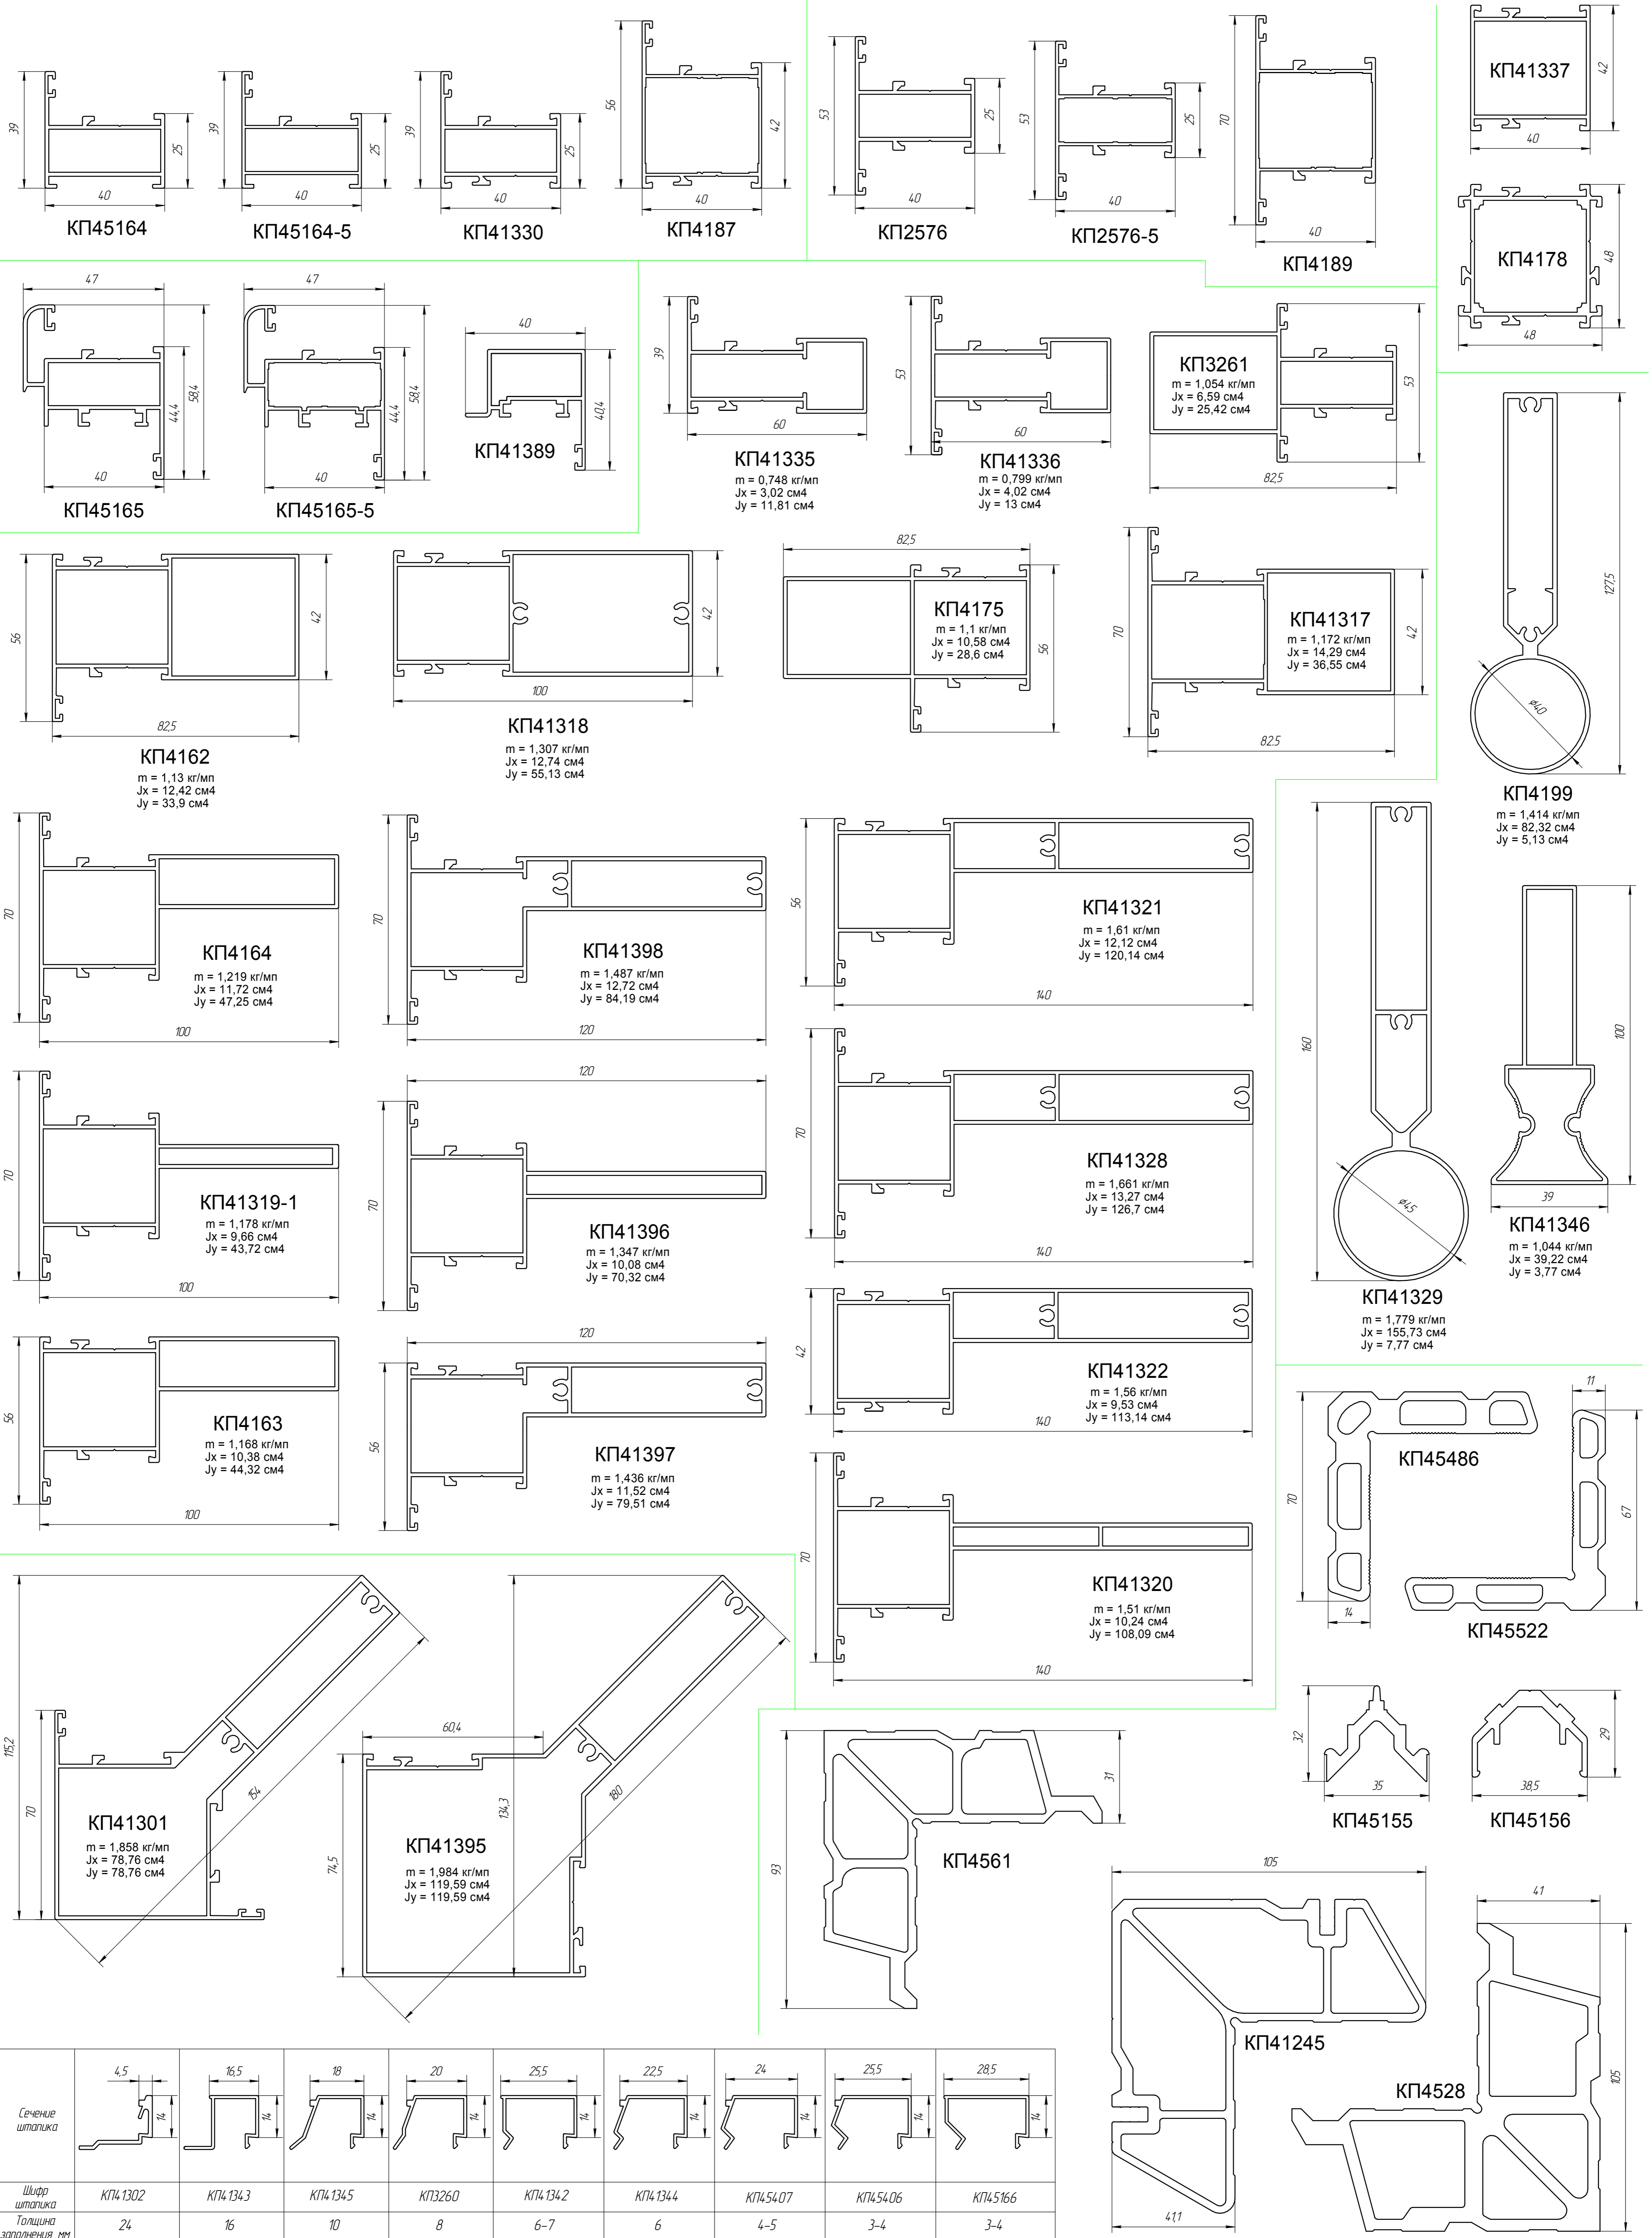 39
25
40
КП45164
39
25
40
КП45164-5
39
25
40
КП41330
56
42
40
КП4187
53
25
40
КП2576
53
25
40
КП2576-5
70
40
КП4189
КП41337
42
40
КП4178
48
48
47
44,4
58,4
40
КП45165
47
44,4
58,4
40
КП45165-5
40
40,4
КП41389
39
60
КП41335
m = 0,748 кг/мп
Jx = 3,02 см4
Jy = 11,81 см4
53
60
КП41336
m = 0,799 кг/мп
Jx = 4,02 см4
Jy = 13 см4
КП3261
m = 1,054 кг/мп
Jx = 6,59 см4
Jy = 25,42 см4
53
82,5
127,5
ø40
КП4199
m = 1,414 кг/мп
Jx = 82,32 см4
Jy = 5,13 см4
56
42
82,5
КП4162
m = 1,13 кг/мп
Jx = 12,42 см4
Jy = 33,9 см4
42
100
КП41318
m = 1,307 кг/мп
Jx = 12,74 см4
Jy = 55,13 см4
82,5
КП4175
m = 1,1 кг/мп
Jx = 10,58 см4
Jy = 28,6 см4
56
70
КП41317
m = 1,172 кг/мп
Jx = 14,29 см4
Jy = 36,55 см4
42
82.5
70
КП4164
m = 1,219 кг/мп
Jx = 11,72 см4
Jy = 47,25 см4
100
70
КП41398
m = 1,487 кг/мп
Jx = 12,72 см4
Jy = 84,19 см4
120
56
КП41321
m = 1,61 кг/мп
Jx = 12,12 см4
Jy = 120,14 см4
140
160
ø45
КП41329
m = 1,779 кг/мп
Jx = 155,73 см4
Jy = 7,77 см4
100
39
КП41346
m = 1,044 кг/мп
Jx = 39,22 см4
Jy = 3,77 см4
70
КП41319-1
m = 1,178 кг/мп
Jx = 9,66 см4
Jy = 43,72 см4
100
120
70
КП41396
m = 1,347 кг/мп
Jx = 10,08 см4
Jy = 70,32 см4
70
КП41328
m = 1,661 кг/мп
Jx = 13,27 см4
Jy = 126,7 см4
140
56
КП4163
m = 1,168 кг/мп
Jx = 10,38 см4
Jy = 44,32 см4
100
120
56
КП41397
m = 1,436 кг/мп
Jx = 11,52 см4
Jy = 79,51 см4
42
КП41322
m = 1,56 кг/мп
Jx = 9,53 см4
Jy = 113,14 см4
140
70
КП41320
m = 1,51 кг/мп
Jx = 10,24 см4
Jy = 108,09 см4
140
70
14
КП45486
11
67
КП45522
32
35
КП45155
29
38,5
КП45156
115,2
70
154
КП41301
m = 1,858 кг/мп
Jx = 78,76 см4
Jy = 78,76 см4
60,4
134,3
74,5
180
КП41395
m = 1,984 кг/мп
Jx = 119,59 см4
Jy = 119,59 см4
93
31
КП4561
105
41,1
КП41245
41
105
КП4528
Сечение
штапика
4,5
14
16,5
14
18
14
20
14
25,5
14
22,5
14
24
14
25,5
14
28,5
14
Шифр
штапика
КП41302
КП41343
КП41345
КП3260
КП41342
КП41344
КП45407
КП45406
КП45166
Толщина
заполнения, мм
24
16
10
8
6-7
6
4-5
3-4
3-4